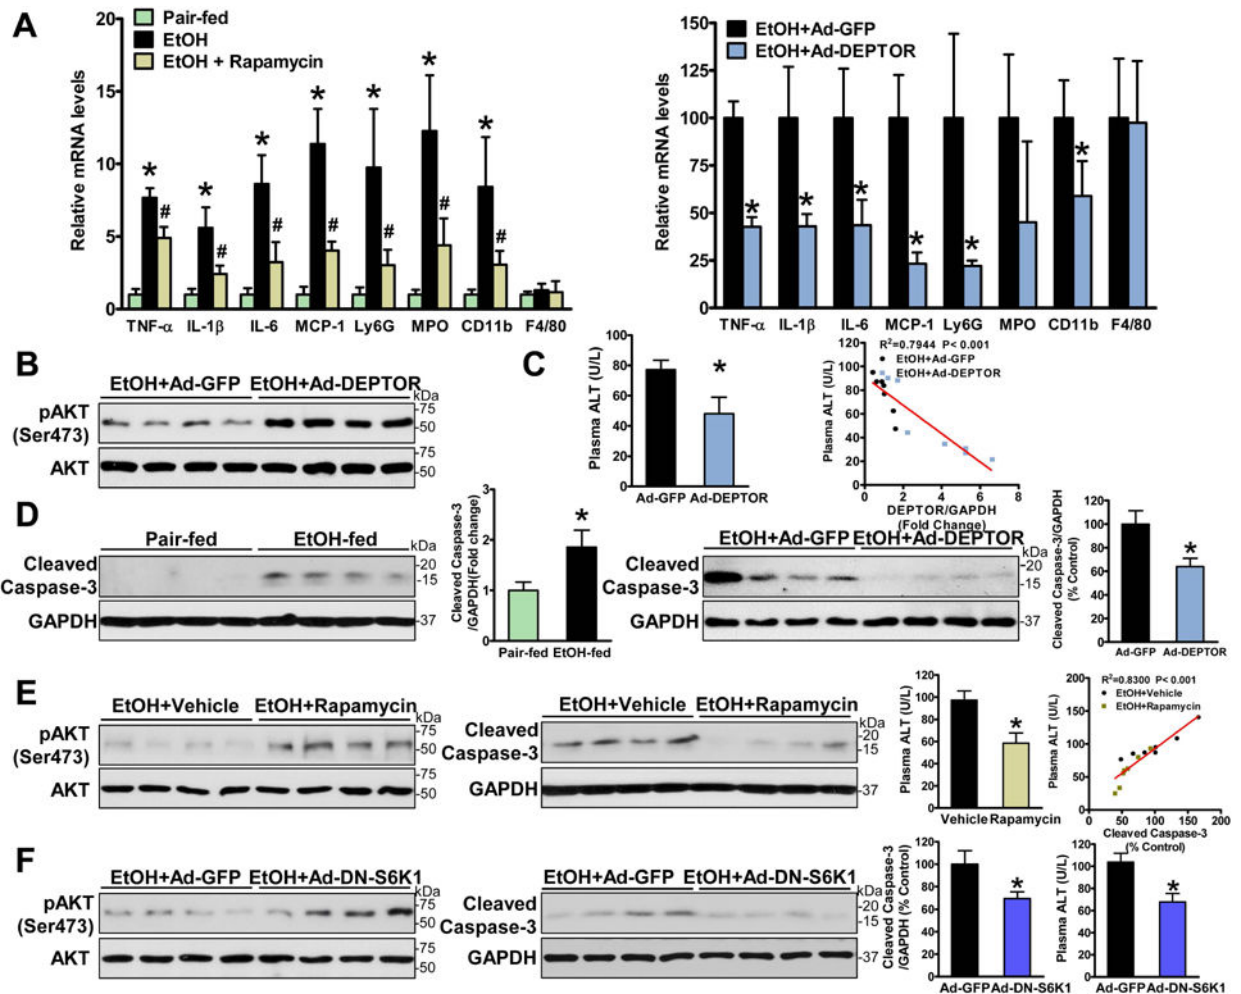 A
Pair-fed
EtOH
EtOH + Rapamycin
Relative mRNA levels
20
15
10
5
0
* * * * * * *
# # # # # # #
TNF-α IL-1β IL-6 MCP-1 Ly6G MPO CD11b F4/80
EtOH+Ad-GFP
EtOH+Ad-DEPTOR
Relative mRNA levels
150
125
100
75
50
25
0
* * * * * *
TNF-α IL-1β IL-6 MCP-1 Ly6G MPO CD11b F4/80
B
EtOH+Ad-GFP EtOH+Ad-DEPTOR
kDa
pAKT
(Ser473)
-75
-50
AKT
-75
-50
C
Plasma ALT (U/L)
100
80
60
40
20
0
*
Ad-GFP Ad-DEPTOR
Plasma ALT (U/L)
120
100
80
60
40
20
0
R²=0.7944 P< 0.001
EtOH+Ad-GFP
EtOH+Ad-DEPTOR
0 2 4 6 8
DEPTOR/GAPDH
(Fold Change)
D
Pair-fed EtOH-fed
kDa
Cleaved
Caspase-3
-20
-15
GAPDH
-37
Cleaved Caspase-3
/GAPDH(Fold change)
3
2
1
0
*
Pair-fed EtOH-fed
EtOH+Ad-GFP EtOH+Ad-DEPTOR
kDa
Cleaved
Caspase-3
-20
-15
GAPDH
-37
Cleaved Caspase-3/GAPDH
(% Control)
120
100
80
60
40
20
0
*
Ad-GFP Ad-DEPTOR
E
EtOH+Vehicle EtOH+Rapamycin
kDa
pAKT
(Ser473)
-75
-50
AKT
-75
-50
EtOH+Vehicle EtOH+Rapamycin
kDa
Cleaved
Caspase-3
-20
-15
GAPDH
-37
Plasma ALT (U/L)
120
100
80
60
40
20
0
*
Vehicle Rapamycin
Plasma ALT (U/L)
200
150
100
50
0
R²=0.8300 P< 0.001
EtOH+Vehicle
EtOH+Rapamycin
0 50 100 150 200
Cleaved Caspase-3
(% Control)
F
EtOH+Ad-GFP EtOH+Ad-DN-S6K1
kDa
pAKT
(Ser473)
-75
-50
AKT
-75
-50
EtOH+Ad-GFP EtOH+Ad-DN-S6K1
kDa
Cleaved
Caspase-3
-20
-15
GAPDH
-37
Cleaved Caspase-3
/GAPDH (% Control)
120
100
80
60
40
20
0
*
Ad-GFP Ad-DN-S6K1
Plasma ALT (U/L)
120
100
80
60
40
20
0
*
Ad-GFP Ad-DN-S6K1